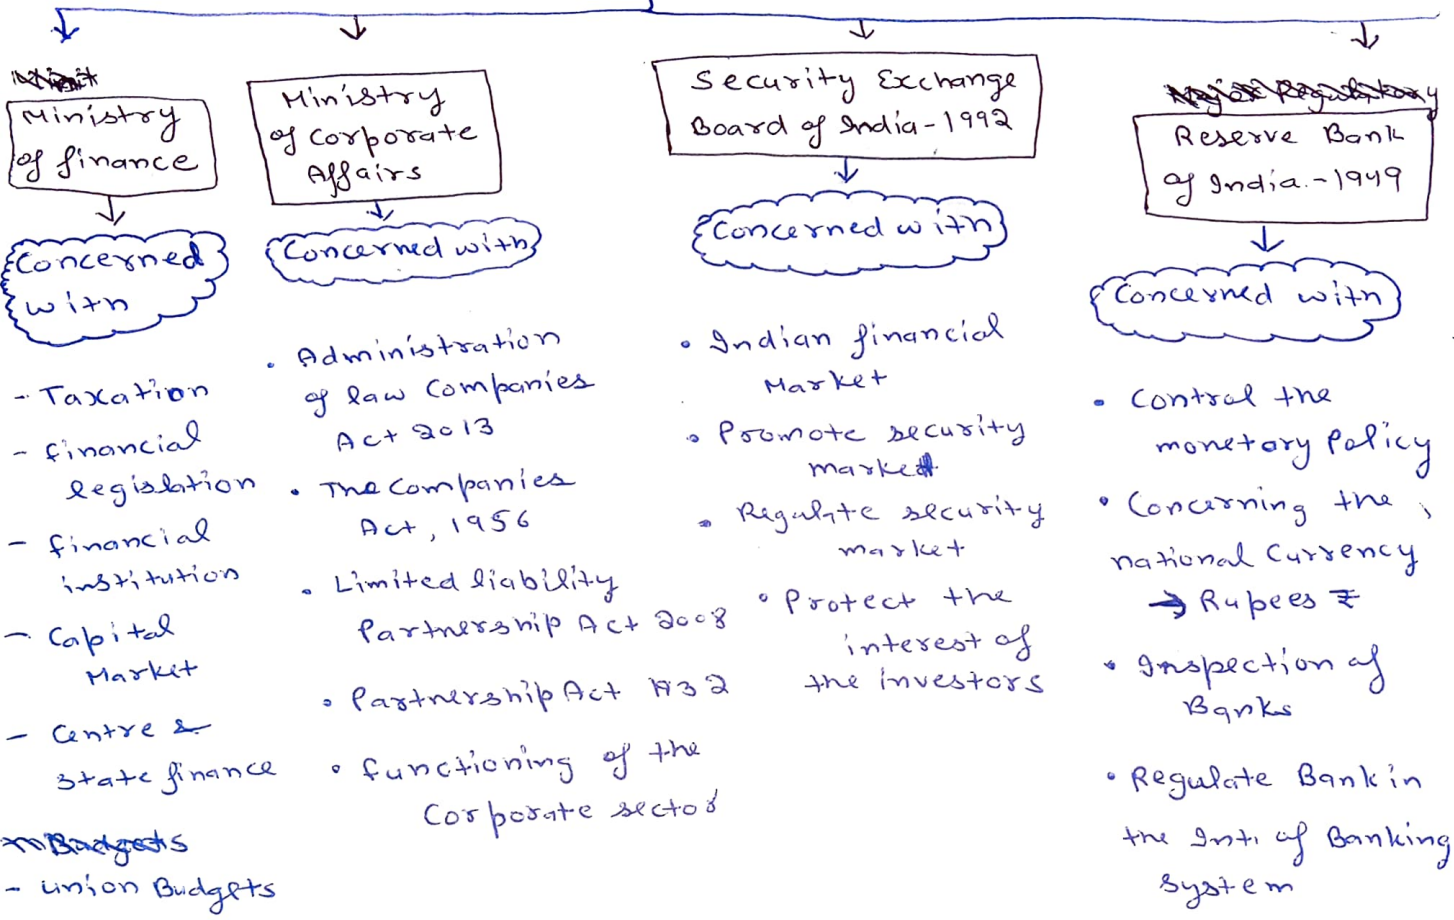 Ministry
of finance
Concerned
with
- Taxation
- financial
legislation
- financial
institution
- Capital
Market
- Centre &
state finance
- Budgets
- Union Budgets
Ministry
of Corporate
Affairs
Concerned with
• Administration
of law Companies
Act 2013
• The Companies
Act, 1956
• Limited liability
Partnership Act 2008
• Partnership Act 1932
• functioning of the
Corporate sector
Security Exchange
Board of India - 1992
Concerned with
• Indian financial
Market
• Promote security
market
• Regulate security
market
• Protect the
interest of
the investors
Major Regulatory
Reserve Bank
of India. - 1949
Concerned with
• Control the
monetory Policy
• Concerning the
national Currency
→ Rupees ₹
• Inspection of
Banks
• Regulate Bank in
the Int. of Banking
System